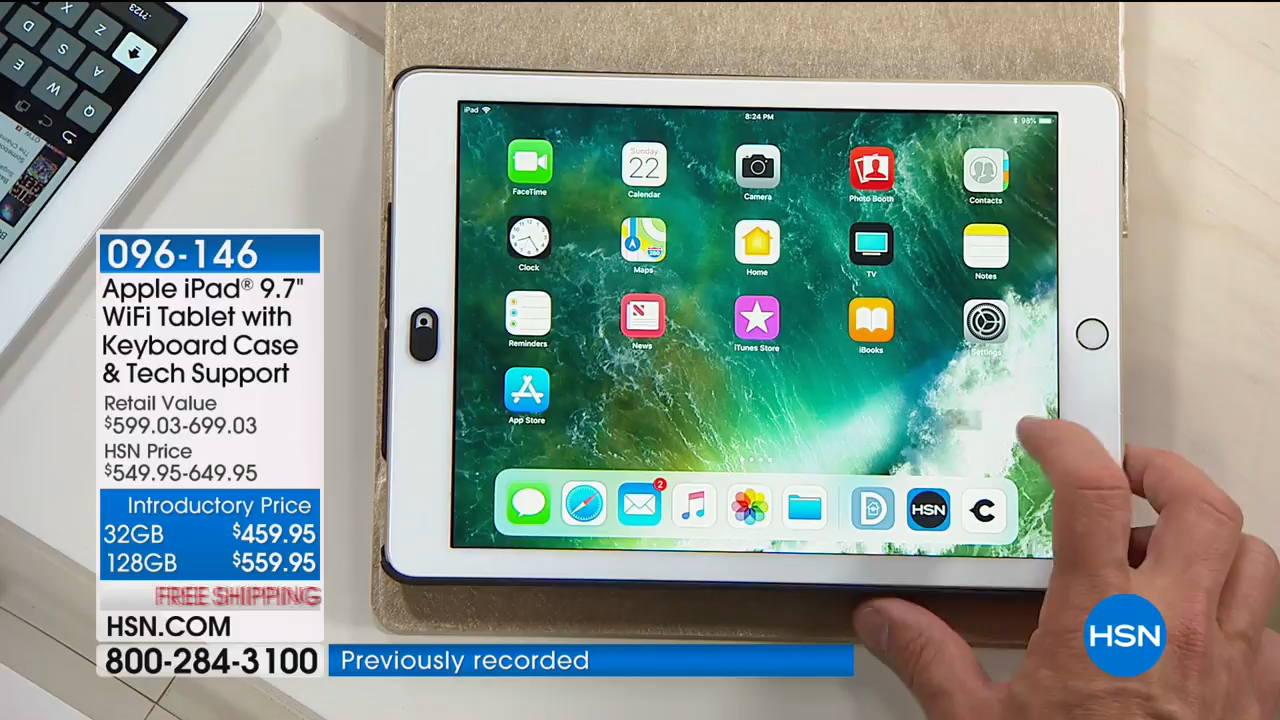 096-146
Apple iPad® 9.7"
WiFi Tablet with
Keyboard Case
& Tech Support
Retail Value
$599.03-699.03
HSN Price
$549.95-649.95
Introductory Price
32GB $459.95
128GB $559.95
FREE SHIPPING
HSN.COM
800-284-3100
Previously recorded
HSN
iPad
8:24 PM
98%
FaceTime
Sunday
22
Calendar
Camera
Photo Booth
Contacts
Clock
Maps
Home
TV
Notes
Reminders
News
iTunes Store
iBooks
Settings
App Store
2
HSN
.?123
X
Z
D
S
A
E
W
Q